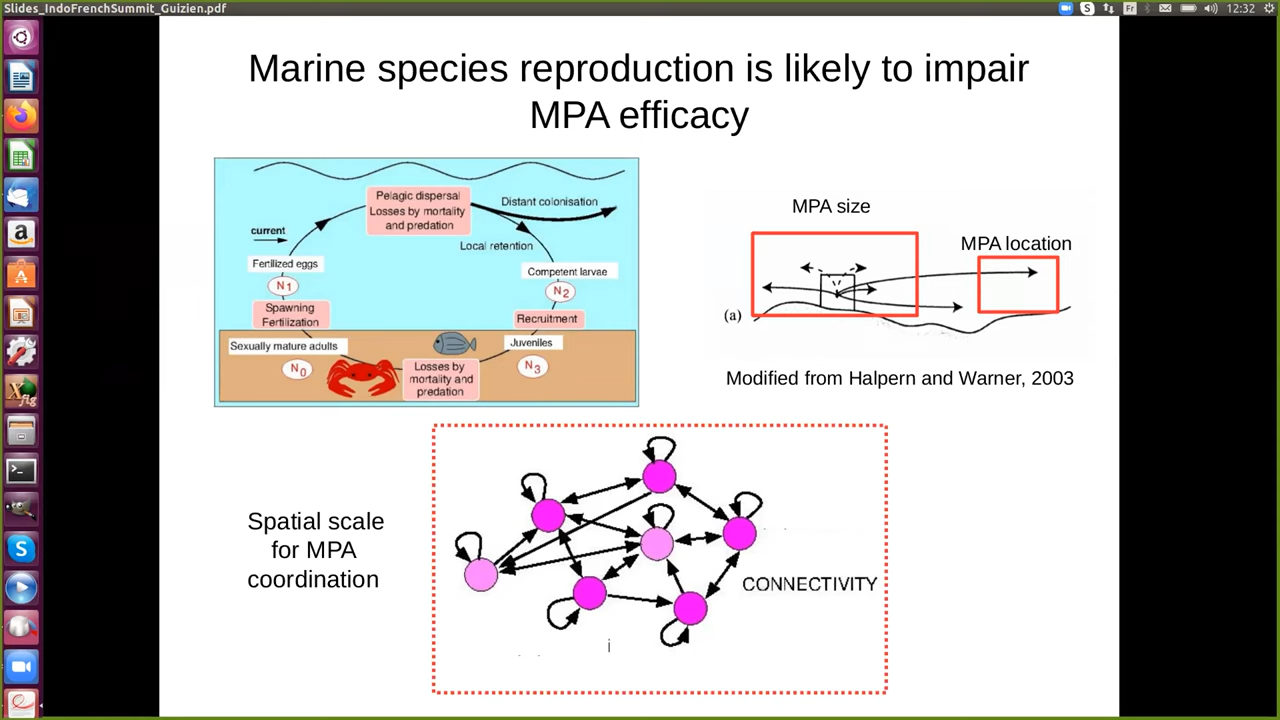 Slides_IndoFrenchSummit_Guizien.pdf
Fr
12:32
Marine species reproduction is likely to impair
MPA efficacy
Pelagic dispersal
Losses by mortality
and predation
Distant colonisation
current
Local retention
Fertilized eggs
Competent larvae
N1
N2
Spawning
Fertilization
Recruitment
Sexually mature adults
Juveniles
N0
N3
Losses by
mortality and
predation
MPA size
MPA location
(a)
Modified from Halpern and Warner, 2003
Spatial scale
for MPA
coordination
CONNECTIVITY
i